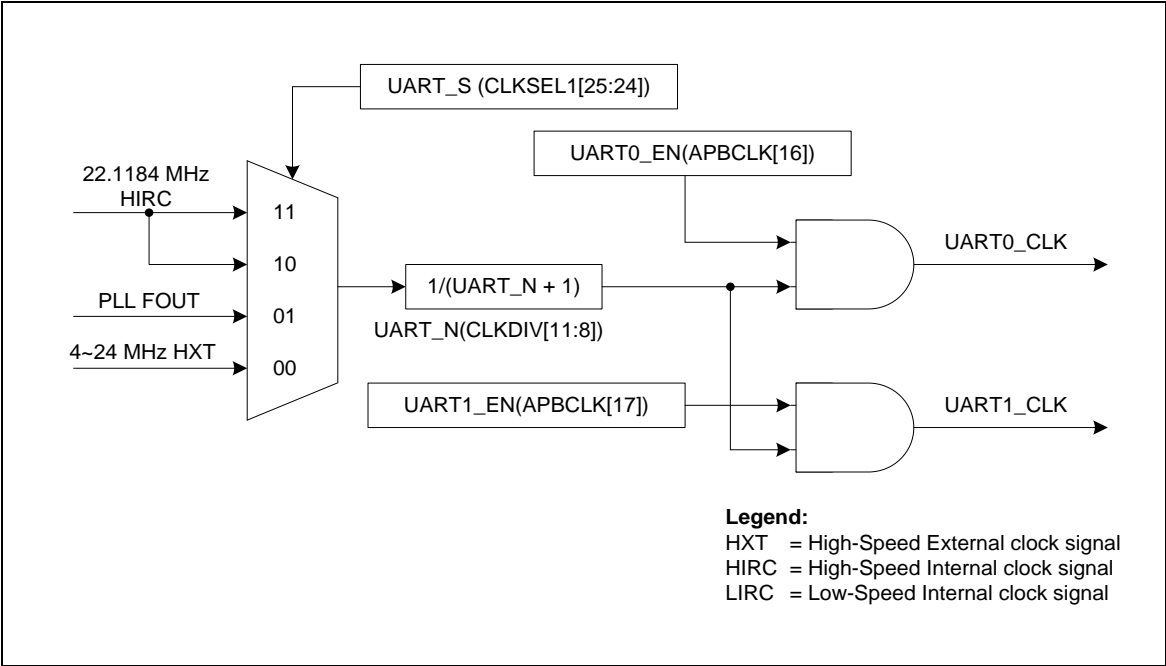 UART_S (CLKSEL1[25:24])
UART0_EN(APBCLK[16])
22.1184 MHz
HIRC
11
10
PLL FOUT
01
4~24 MHz HXT
00
1/(UART_N + 1)
UART_N(CLKDIV[11:8])
UART0_CLK
UART1_EN(APBCLK[17])
UART1_CLK
Legend:
HXT = High-Speed External clock signal
HIRC = High-Speed Internal clock signal
LIRC = Low-Speed Internal clock signal